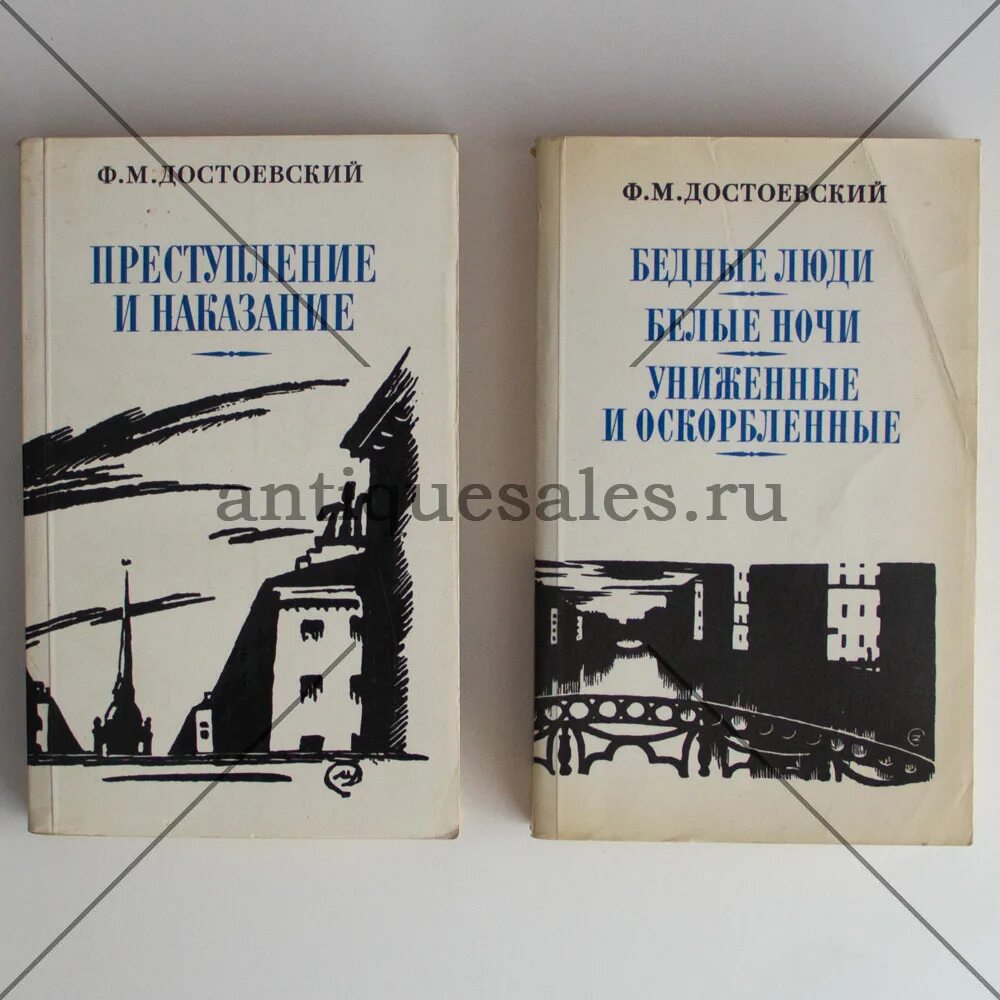 Ф.М.ДОСТОЕВСКИЙ
ПРЕСТУПЛЕНИЕ
И НАКАЗАНИЕ
Ф.М.ДОСТОЕВСКИЙ
БЕДНЫЕ ЛЮДИ
БЕЛЫЕ НОЧИ
УНИЖЕННЫЕ
И ОСКОРБЛЕННЫЕ
antiquesales.ru